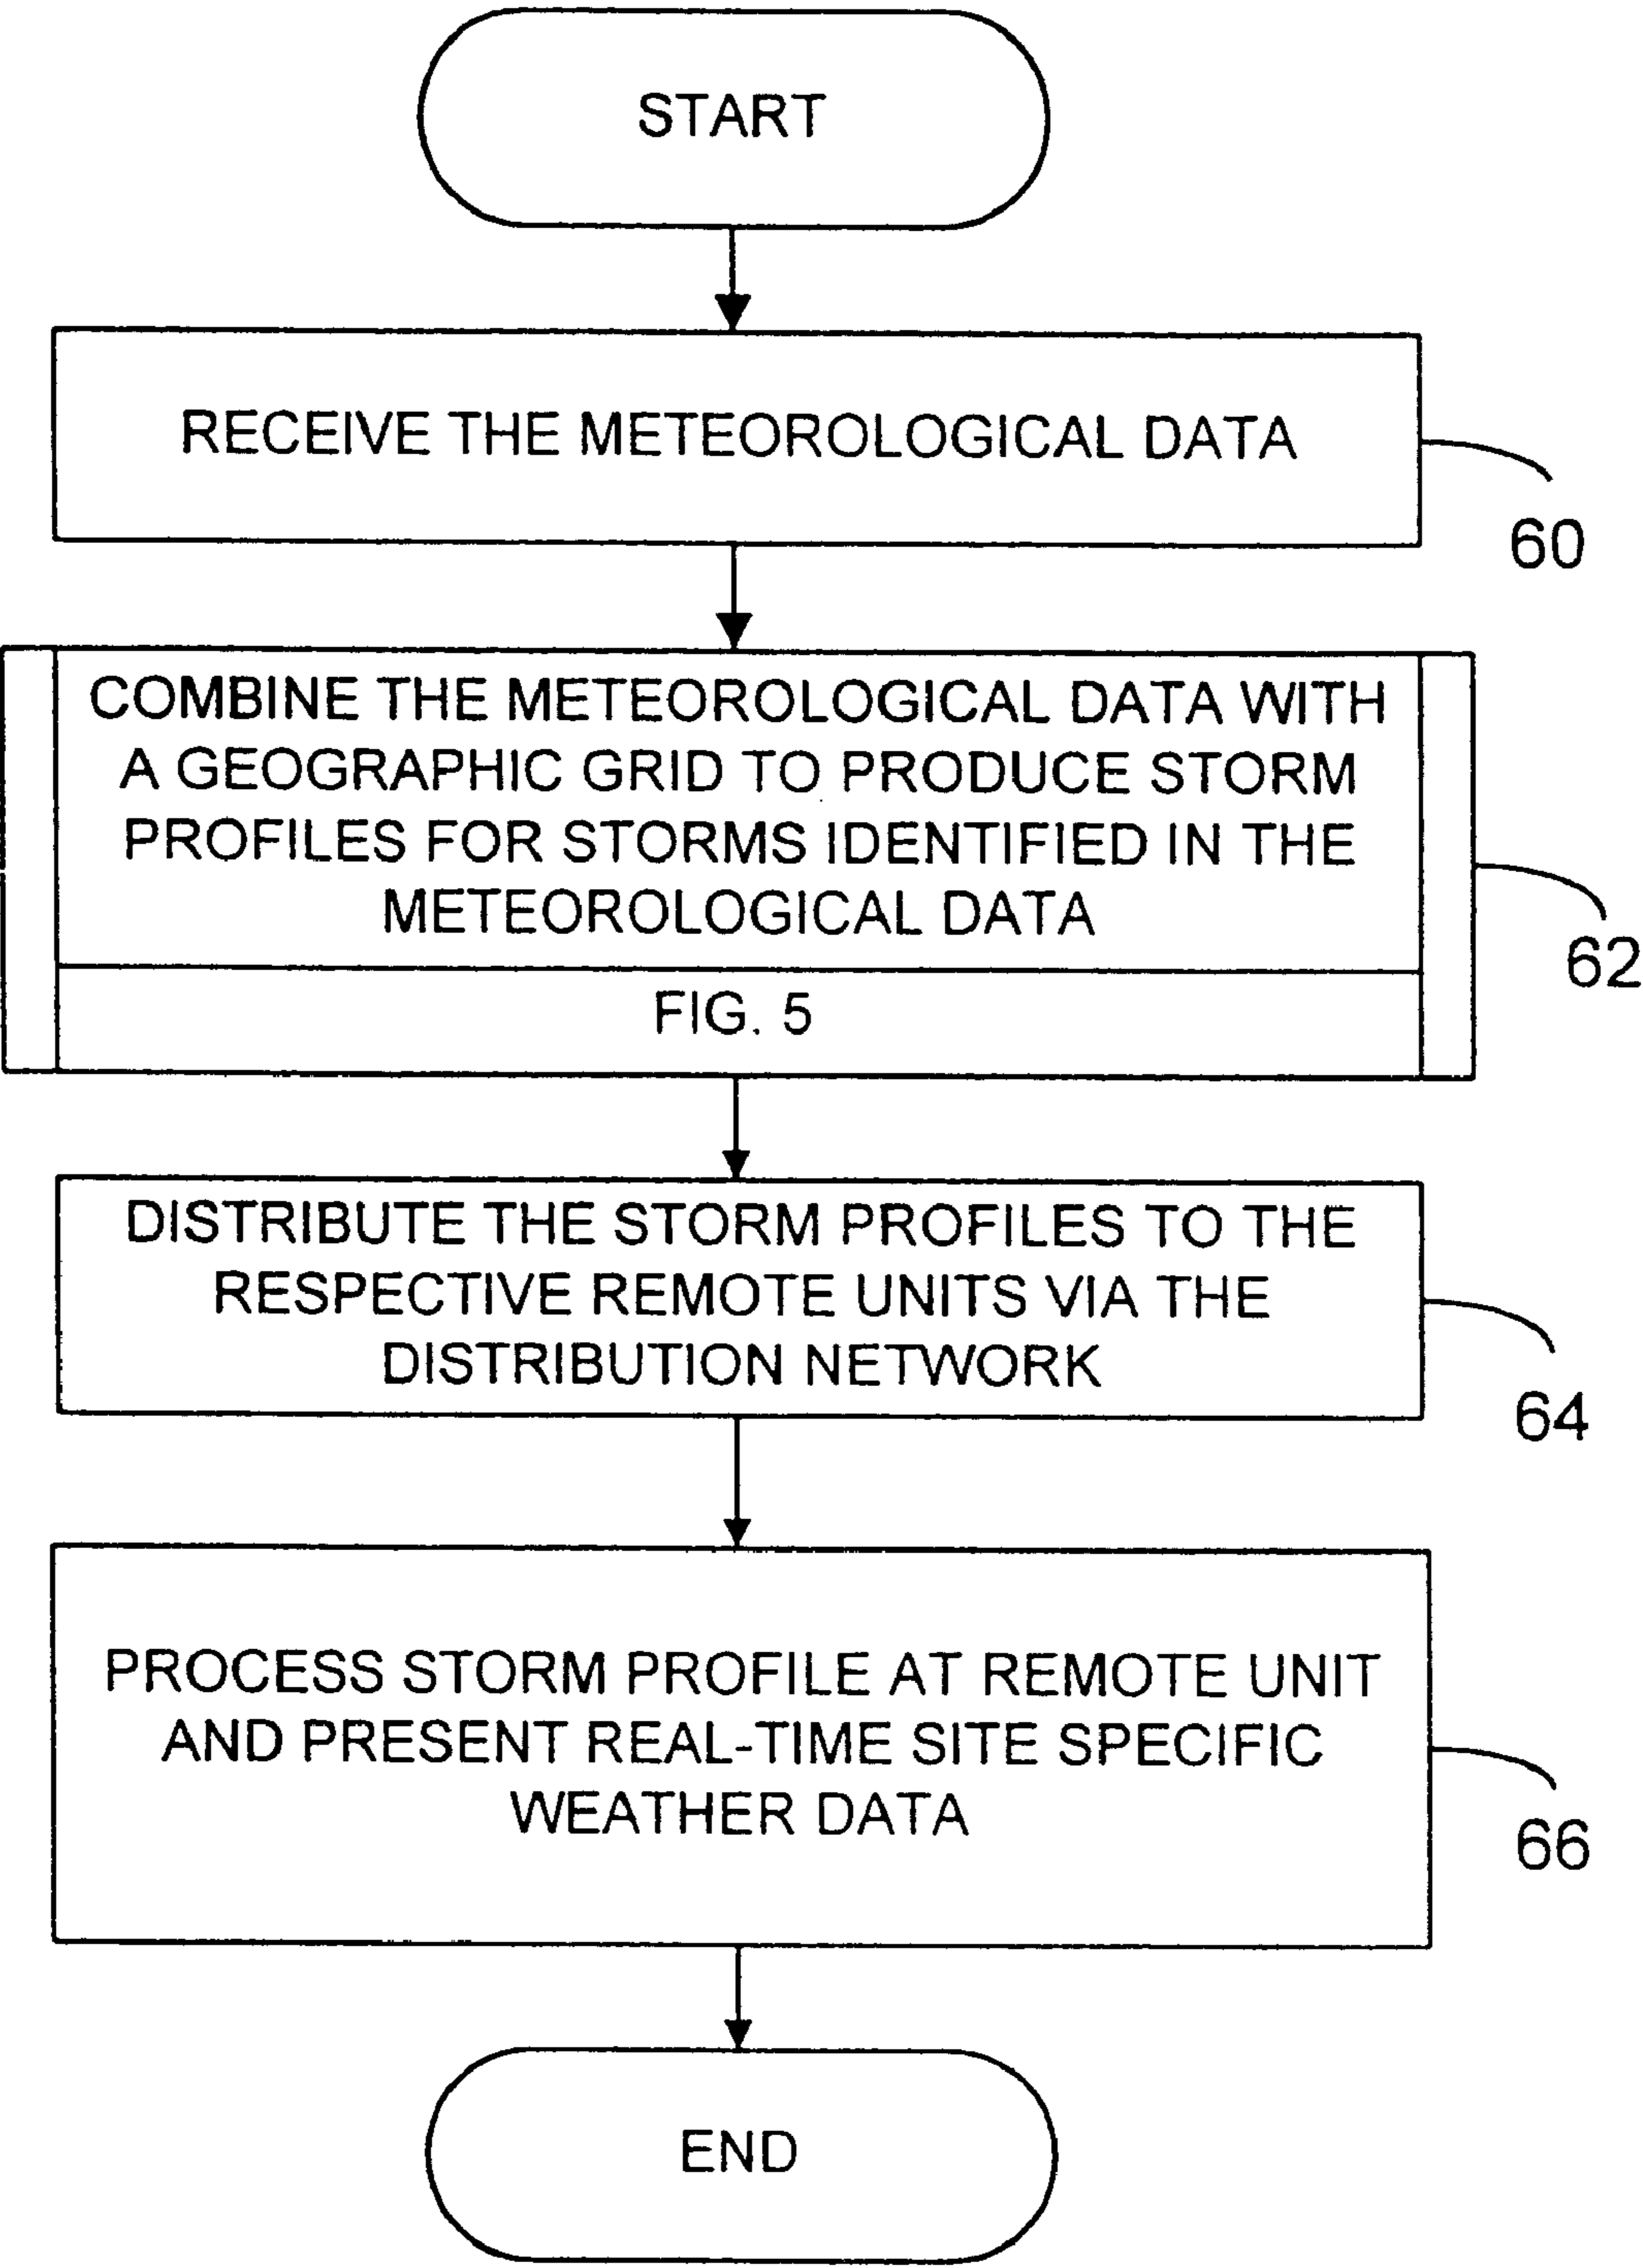 START
RECEIVE THE METEOROLOGICAL DATA
60
COMBINE THE METEOROLOGICAL DATA WITH
A GEOGRAPHIC GRID TO PRODUCE STORM
PROFILES FOR STORMS IDENTIFIED IN THE
METEOROLOGICAL DATA
62
FIG. 5
DISTRIBUTE THE STORM PROFILES TO THE
RESPECTIVE REMOTE UNITS VIA THE
DISTRIBUTION NETWORK
64
PROCESS STORM PROFILE AT REMOTE UNIT
AND PRESENT REAL-TIME SITE SPECIFIC
WEATHER DATA
66
END